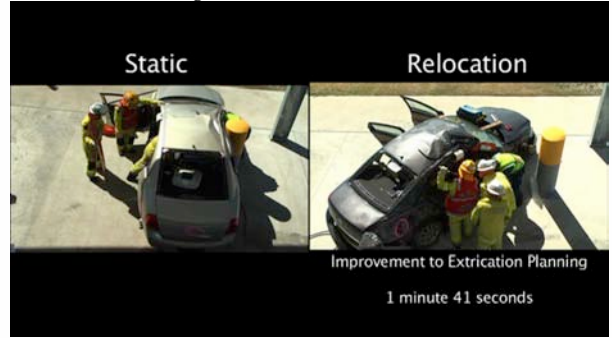 Static
Relocation
Improvement to Extrication Planning
1 minute 41 seconds